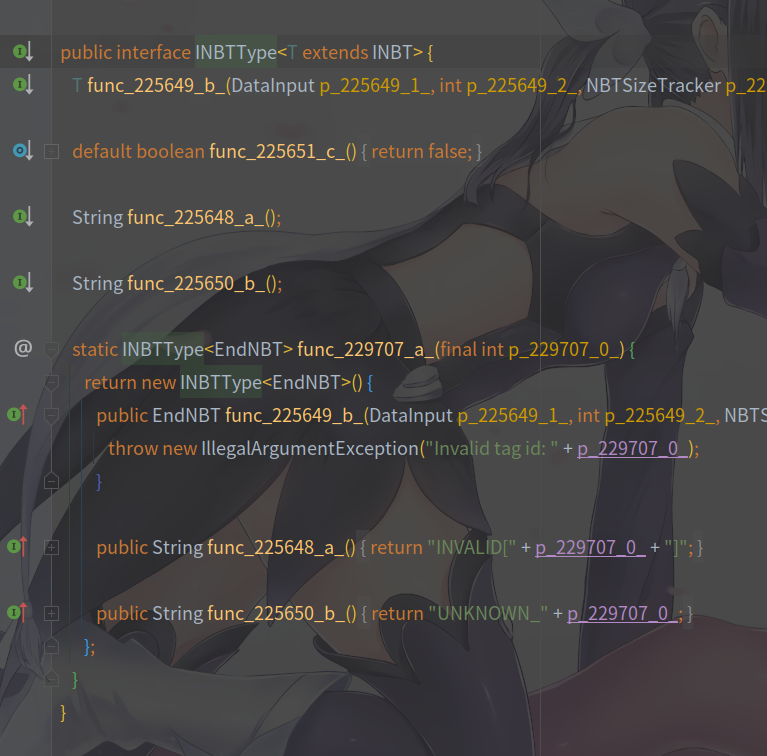 public interface INBTType<T extends INBT> {
T func_225649_b_(DataInput p_225649_1_, int p_225649_2_, NBTSizeTracker p_22
default boolean func_225651_c_() { return false; }
String func_225648_a_();
String func_225650_b_();
static INBTType<EndNBT> func_229707_a_(final int p_229707_0_) {
return new INBTType<EndNBT>() {
public EndNBT func_225649_b_(DataInput p_225649_1_, int p_225649_2_, NBTS
throw new IllegalArgumentException("Invalid tag id: " + p_229707_0_);
}
public String func_225648_a_() { return "INVALID[" + p_229707_0_ + "]"; }
public String func_225650_b_() { return "UNKNOWN_" + p_229707_0_; }
};
}
}